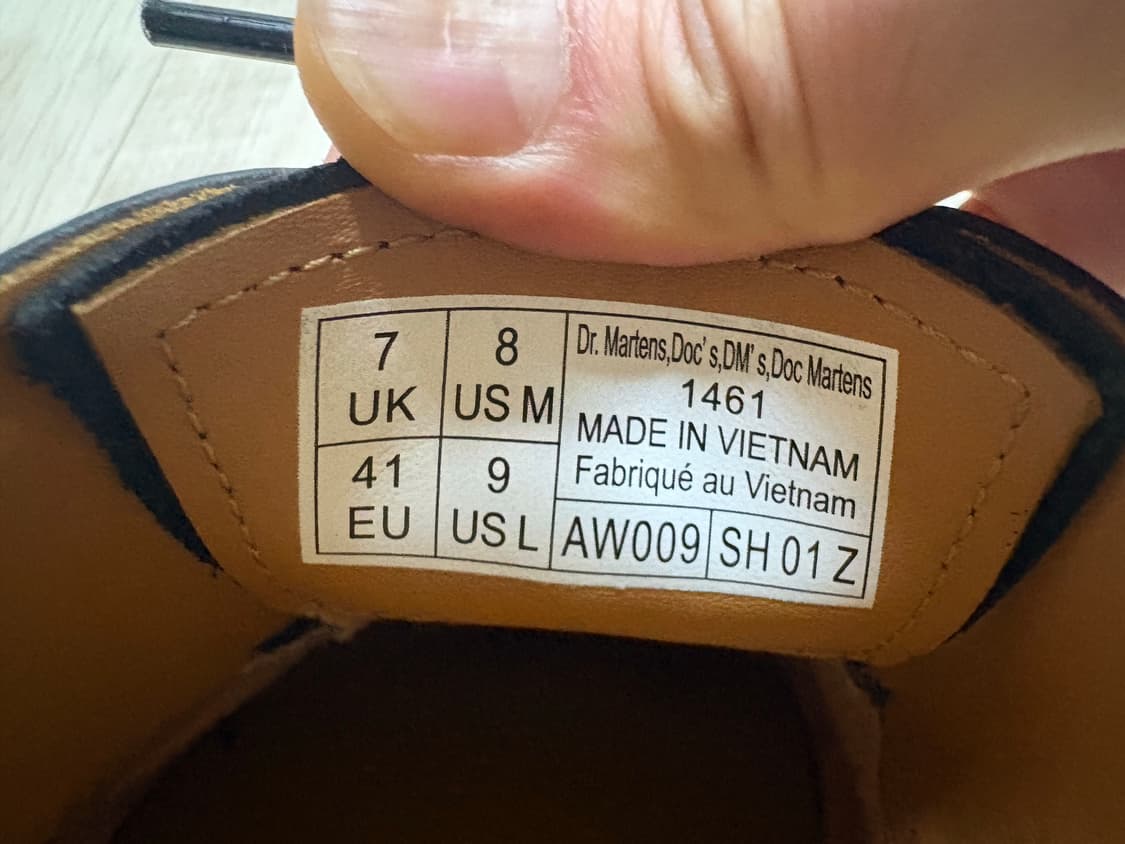 7
UK
8
US M
41
EU
9
US L
Dr. Martens,Doc's,DM's,Doc Martens
1461
MADE IN VIETNAM
Fabriqué au Vietnam
AW009
SH 01 Z